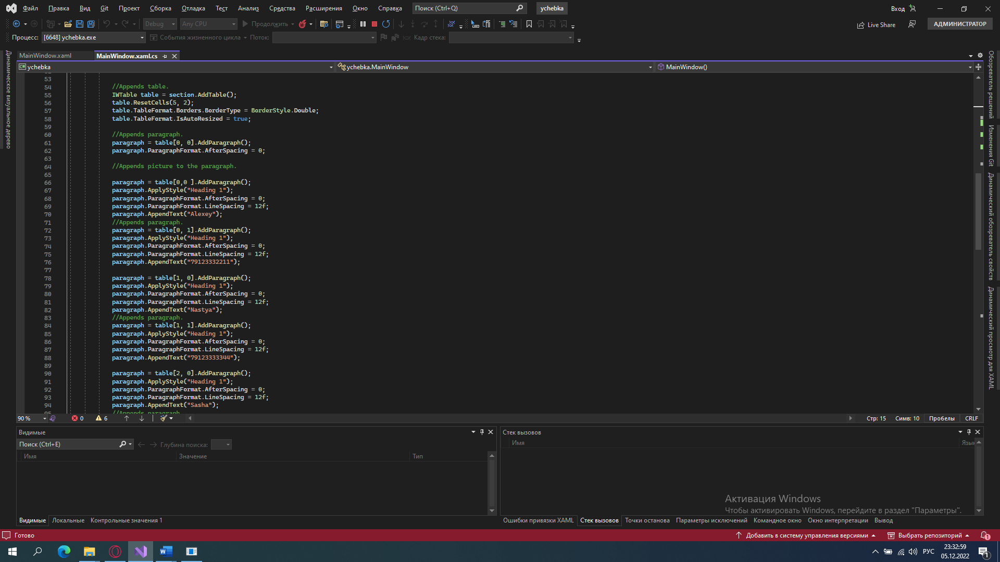 Файл Правка Вид Git Проект Сборка Отладка Тест Анализ Средства Расширения Окно Справка Поиск (Ctrl+Q) ychebka Вход
Debug Any CPU Продолжить Live Share АДМИНИСТРАТОР
Процесс: [6648] ychebka.exe События жизненного цикла Поток: Кадр стека:
Динамическое визуальное дерево
MainWindow.xaml MainWindow.xaml.cs
C# ychebka ychebka.MainWindow MainWindow()
53
54 //Appends table.
55 IWTable table = section.AddTable();
56 table.ResetCells(5, 2);
57 table.TableFormat.Borders.BorderType = BorderStyle.Double;
58 table.TableFormat.IsAutoResized = true;
59
60 //Appends paragraph.
61 paragraph = table[0, 0].AddParagraph();
62 paragraph.ParagraphFormat.AfterSpacing = 0;
63
64 //Appends picture to the paragraph.
65
66 paragraph = table[0,0 ].AddParagraph();
67 paragraph.ApplyStyle("Heading 1");
68 paragraph.ParagraphFormat.AfterSpacing = 0;
69 paragraph.ParagraphFormat.LineSpacing = 12f;
70 paragraph.AppendText("Alexey");
71 //Appends paragraph.
72 paragraph = table[0, 1].AddParagraph();
73 paragraph.ApplyStyle("Heading 1");
74 paragraph.ParagraphFormat.AfterSpacing = 0;
75 paragraph.ParagraphFormat.LineSpacing = 12f;
76 paragraph.AppendText("79123332211");
77
78 paragraph = table[1, 0].AddParagraph();
79 paragraph.ApplyStyle("Heading 1");
80 paragraph.ParagraphFormat.AfterSpacing = 0;
81 paragraph.ParagraphFormat.LineSpacing = 12f;
82 paragraph.AppendText("Nastya");
83 //Appends paragraph.
84 paragraph = table[1, 1].AddParagraph();
85 paragraph.ApplyStyle("Heading 1");
86 paragraph.ParagraphFormat.AfterSpacing = 0;
87 paragraph.ParagraphFormat.LineSpacing = 12f;
88 paragraph.AppendText("79123333344");
89
90 paragraph = table[2, 0].AddParagraph();
91 paragraph.ApplyStyle("Heading 1");
92 paragraph.ParagraphFormat.AfterSpacing = 0;
93 paragraph.ParagraphFormat.LineSpacing = 12f;
94 paragraph.AppendText("Sasha");
95 //Appends paragraph.
Обозреватель решений
Изменения Git
Динамический обозреватель свойств
Динамический просмотр для XAML
90 % 0 6 Стр: 15 Симв: 10 Пробелы CRLF
Видимые
Поиск (Ctrl+E) Глубина поиска:
Имя Значение Тип
Видимые Локальные Контрольные значения 1
Стек вызовов
Имя Язык
Активация Windows
Чтобы активировать Windows, перейдите в раздел "Параметры".
Ошибки привязки XAML Стек вызовов Точки останова Параметры исключений Командное окно Окно интерпретации Вывод
Готово Добавить в систему управления версиями Выбрать репозиторий 1
РУС 23:32:59
05.12.2022 1